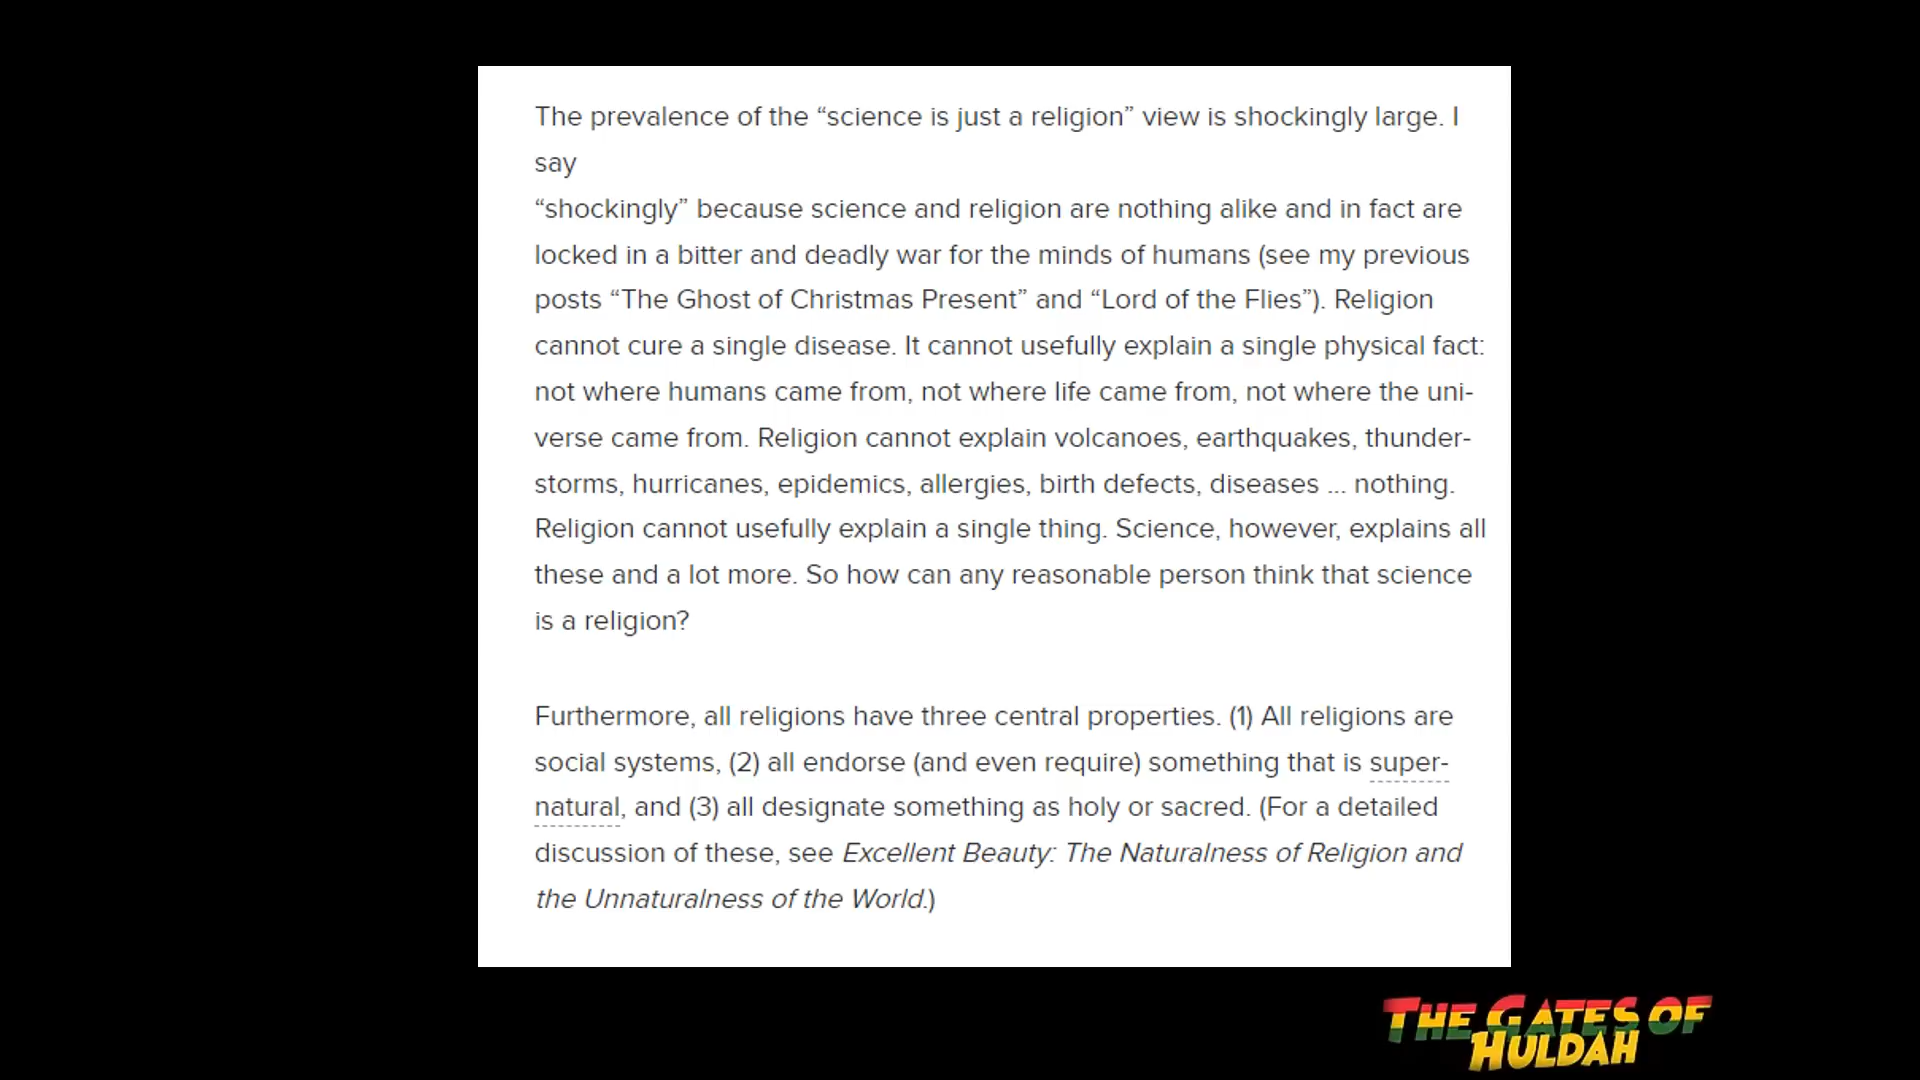 The prevalence of the “science is just a religion” view is shockingly large. I
say
“shockingly” because science and religion are nothing alike and in fact are
locked in a bitter and deadly war for the minds of humans (see my previous
posts “The Ghost of Christmas Present” and “Lord of the Flies”). Religion
cannot cure a single disease. It cannot usefully explain a single physical fact:
not where humans came from, not where life came from, not where the uni-
verse came from. Religion cannot explain volcanoes, earthquakes, thunder-
storms, hurricanes, epidemics, allergies, birth defects, diseases ... nothing.
Religion cannot usefully explain a single thing. Science, however, explains all
these and a lot more. So how can any reasonable person think that science
is a religion?
Furthermore, all religions have three central properties. (1) All religions are
social systems, (2) all endorse (and even require) something that is super-
natural, and (3) all designate something as holy or sacred. (For a detailed
discussion of these, see Excellent Beauty: The Naturalness of Religion and
the Unnaturalness of the World.)
THE GATES OF
HULDAH